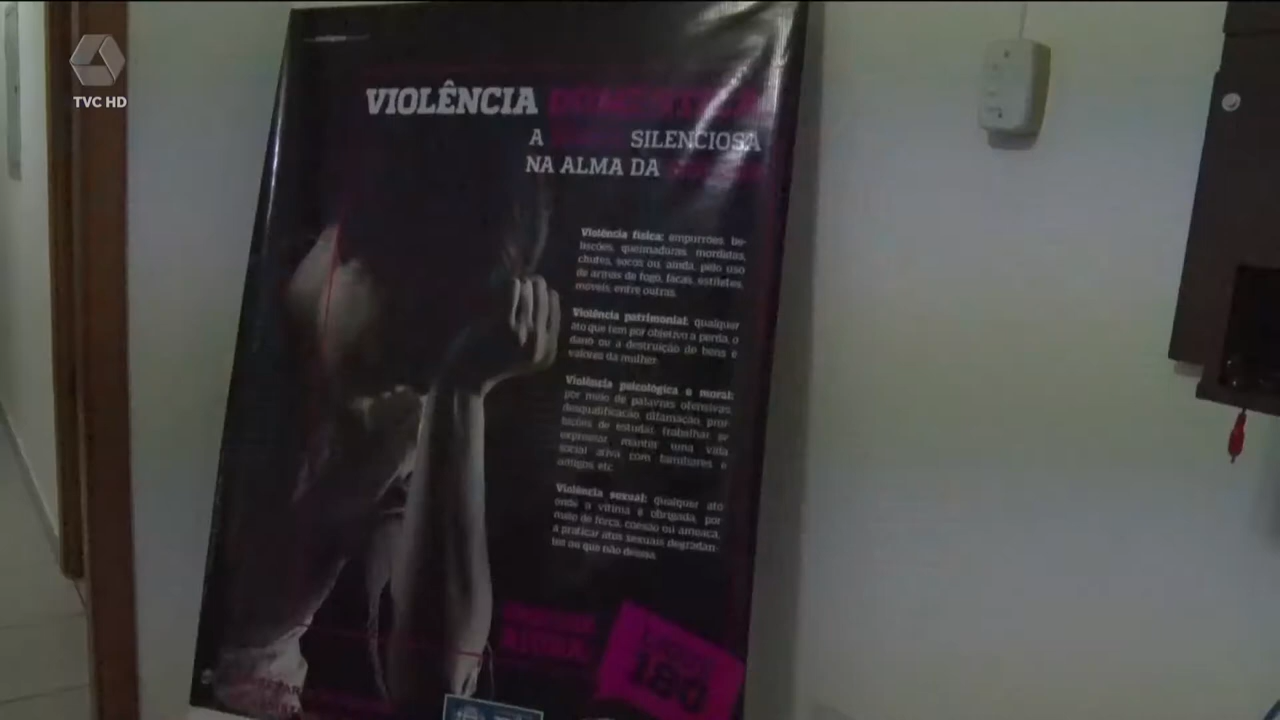 TVC HD
VIOLÊNCIA DOMÉSTICA
A SILENCIOSA
NA ALMA DA
Violência física: empurrões be-
liscões, queimaduras mordidas,
chutes, socos ou ainda, pelo uso
de armas de fogo, facas, estiletes,
móveis, entre outras.
Violência patrimonial: qualquer
ato que tem por objetivo a perda, o
dano ou a destruição de bens e
valores da mulher.
Violência psicológica e moral:
por meio de palavras ofensivas,
desqualificação, difamação, proi-
bições de estudar, trabalhar, se
expressar, mantir uma vida
social ativa com familiares e
amigos, etc.
Violência sexual: qualquer ato
onde a vítima é obrigada, por
meio de força, coesão ou ameaça,
a praticar atos sexuais degradan-
tes ou que não deseja.